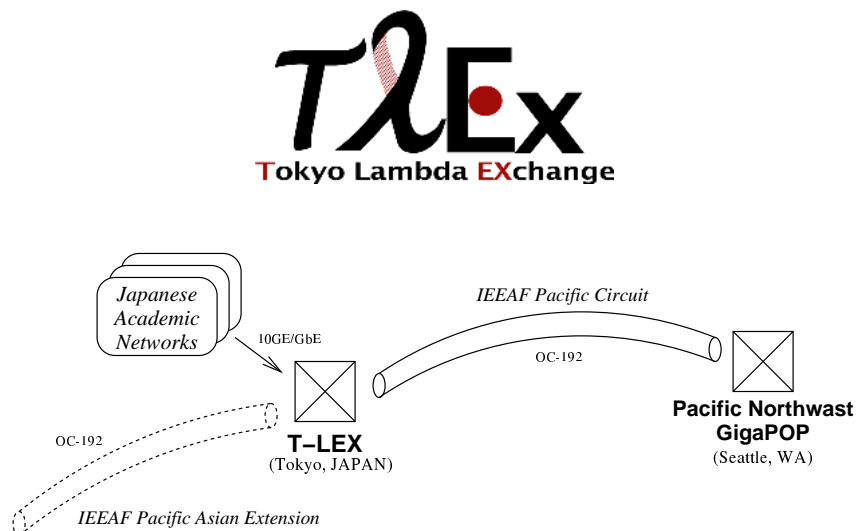 TλEx
Tokyo Lambda EXchange
Japanese
Academic
Networks
10GE/GbE
IEEAF Pacific Circuit
OC-192
T–LEX
(Tokyo, JAPAN)
Pacific Northwast
GigaPOP
(Seattle, WA)
OC-192
IEEAF Pacific Asian Extension